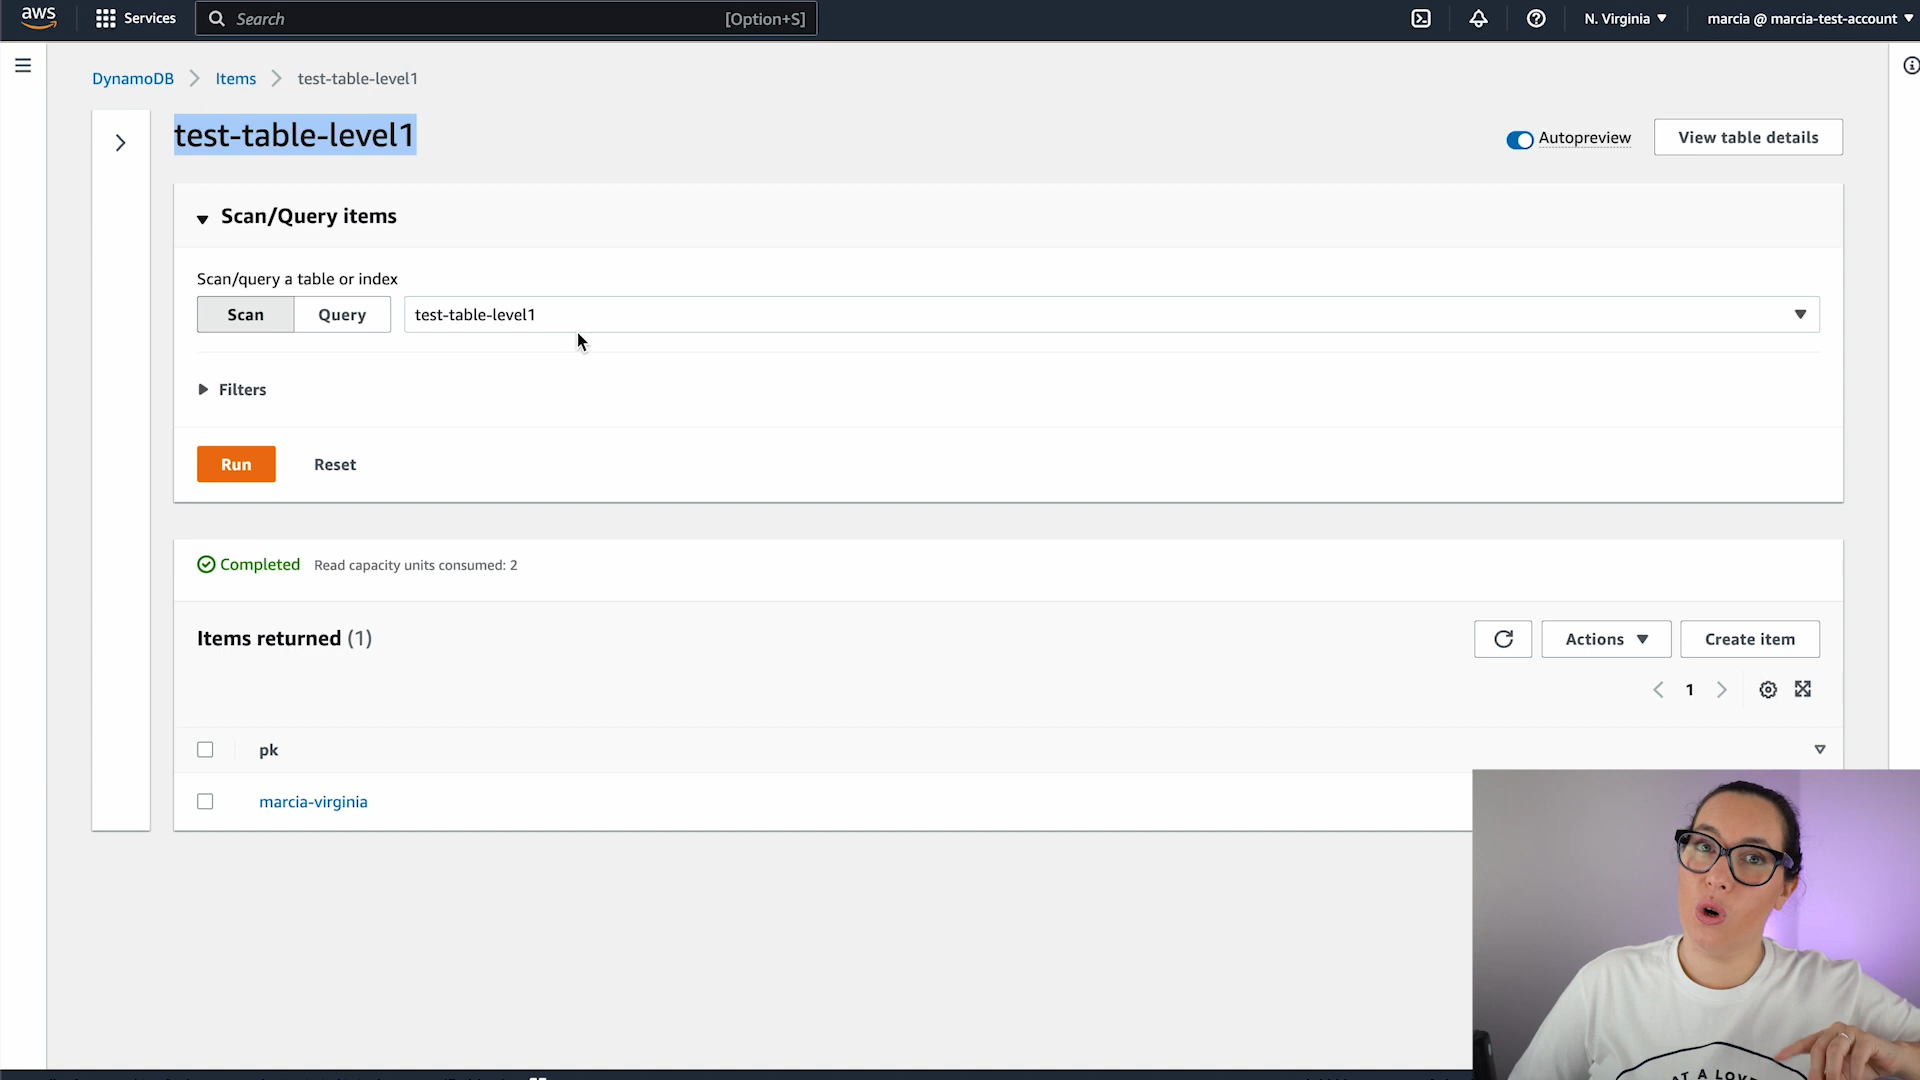 aws Services Search [Option+S] N. Virginia marcia @ marcia-test-account
DynamoDB Items test-table-level1
test-table-level1
Autopreview View table details
Scan/Query items
Scan/query a table or index
Scan Query test-table-level1
Filters
Run Reset
Completed Read capacity units consumed: 2
Items returned (1)
Actions Create item
1
pk
marcia-virginia
AT A